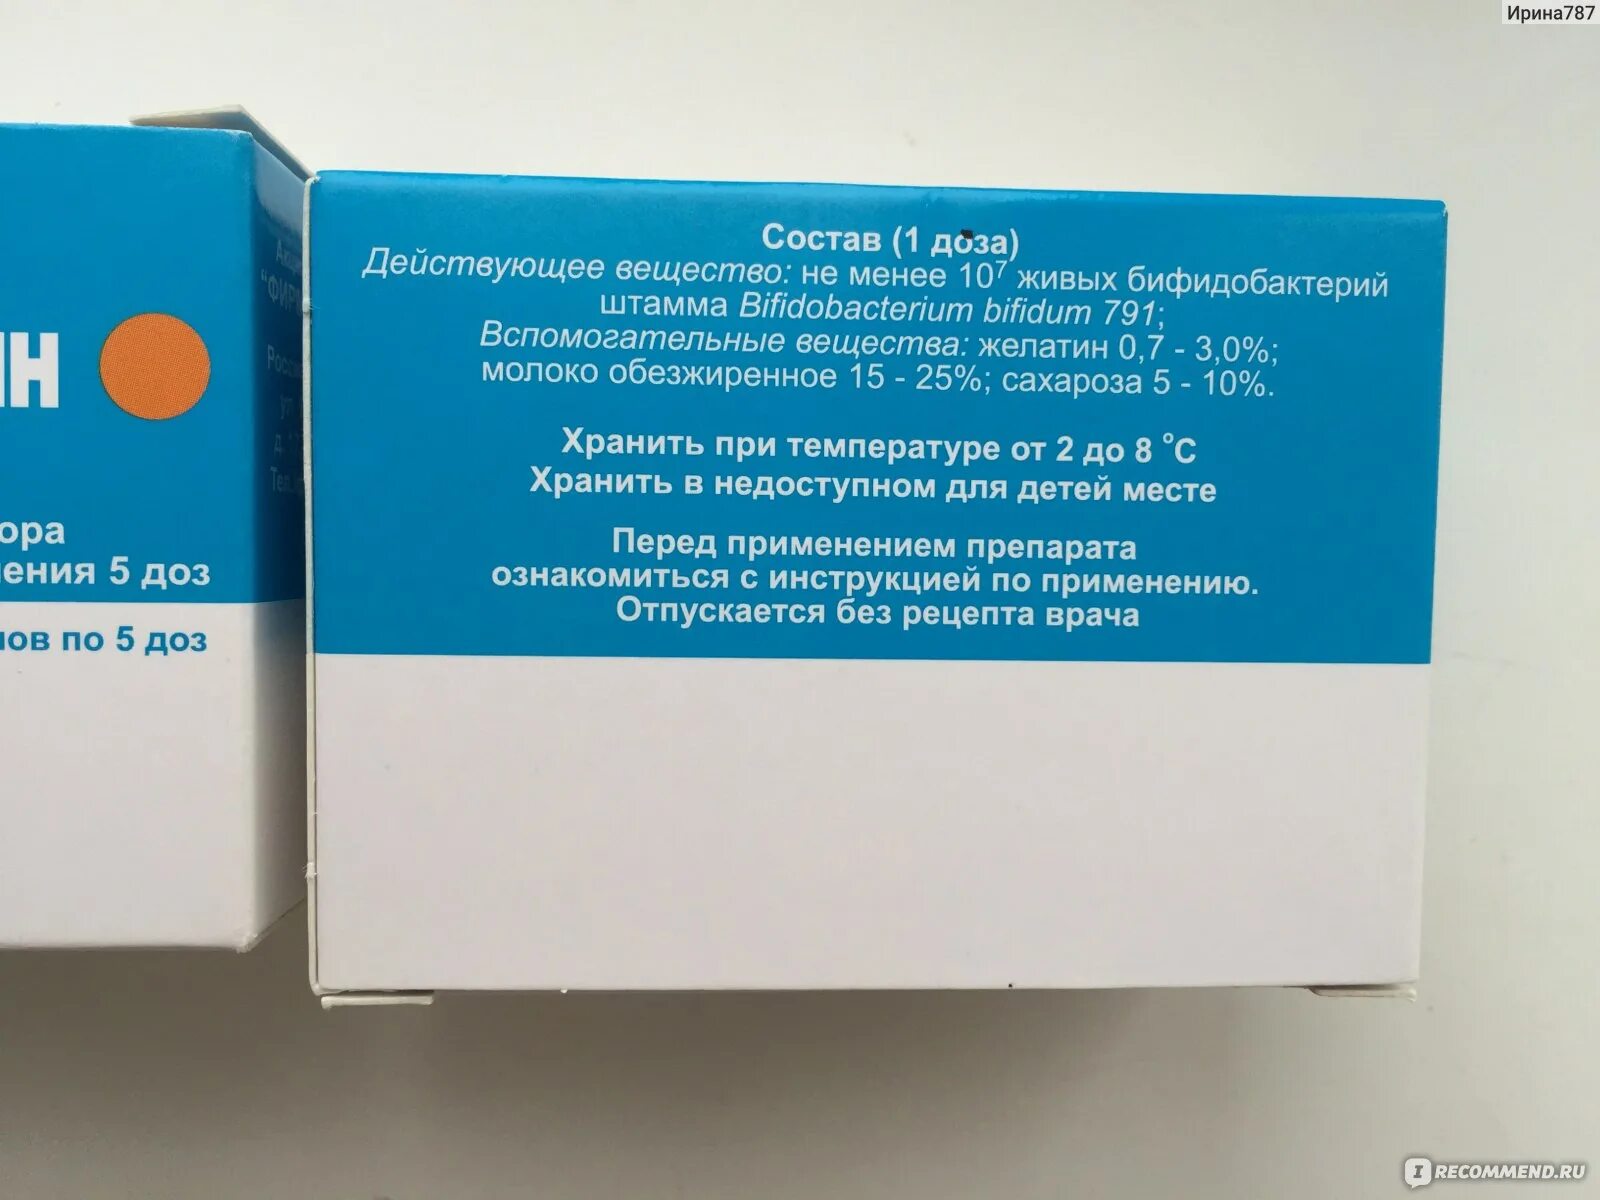 Ирина787
ИН
ора
ения 5 доз
ов по 5 доз
Состав (1 доза)
Действующее вещество: не менее 10⁷ живых бифидобактерий
штамма Bifidobacterium bifidum 791;
Вспомогательные вещества: желатин 0,7 - 3,0%;
молоко обезжиренное 15 - 25%; сахароза 5 - 10%.
Хранить при температуре от 2 до 8 °С
Хранить в недоступном для детей месте
Перед применением препарата
ознакомиться с инструкцией по применению.
Отпускается без рецепта врача
IRECOMMEND.RU